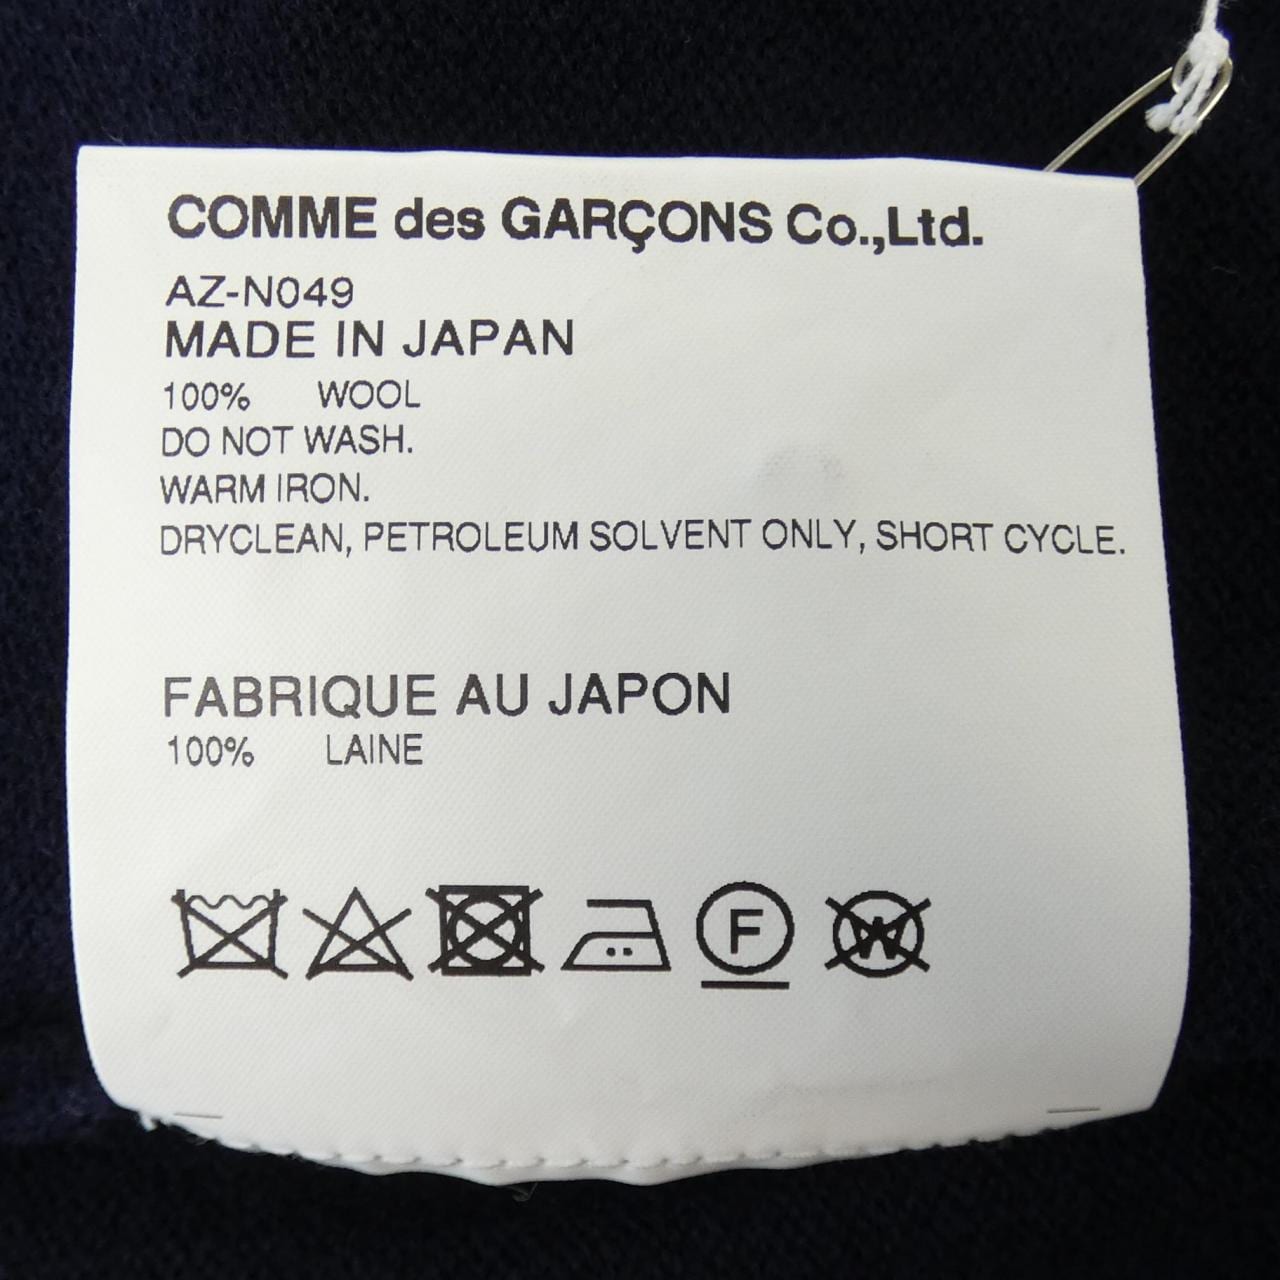 COMME des GARÇONS Co.,Ltd.
AZ-N049
MADE IN JAPAN
100% WOOL
DO NOT WASH.
WARM IRON.
DRYCLEAN, PETROLEUM SOLVENT ONLY, SHORT CYCLE.
FABRIQUE AU JAPON
100% LAINE
F W